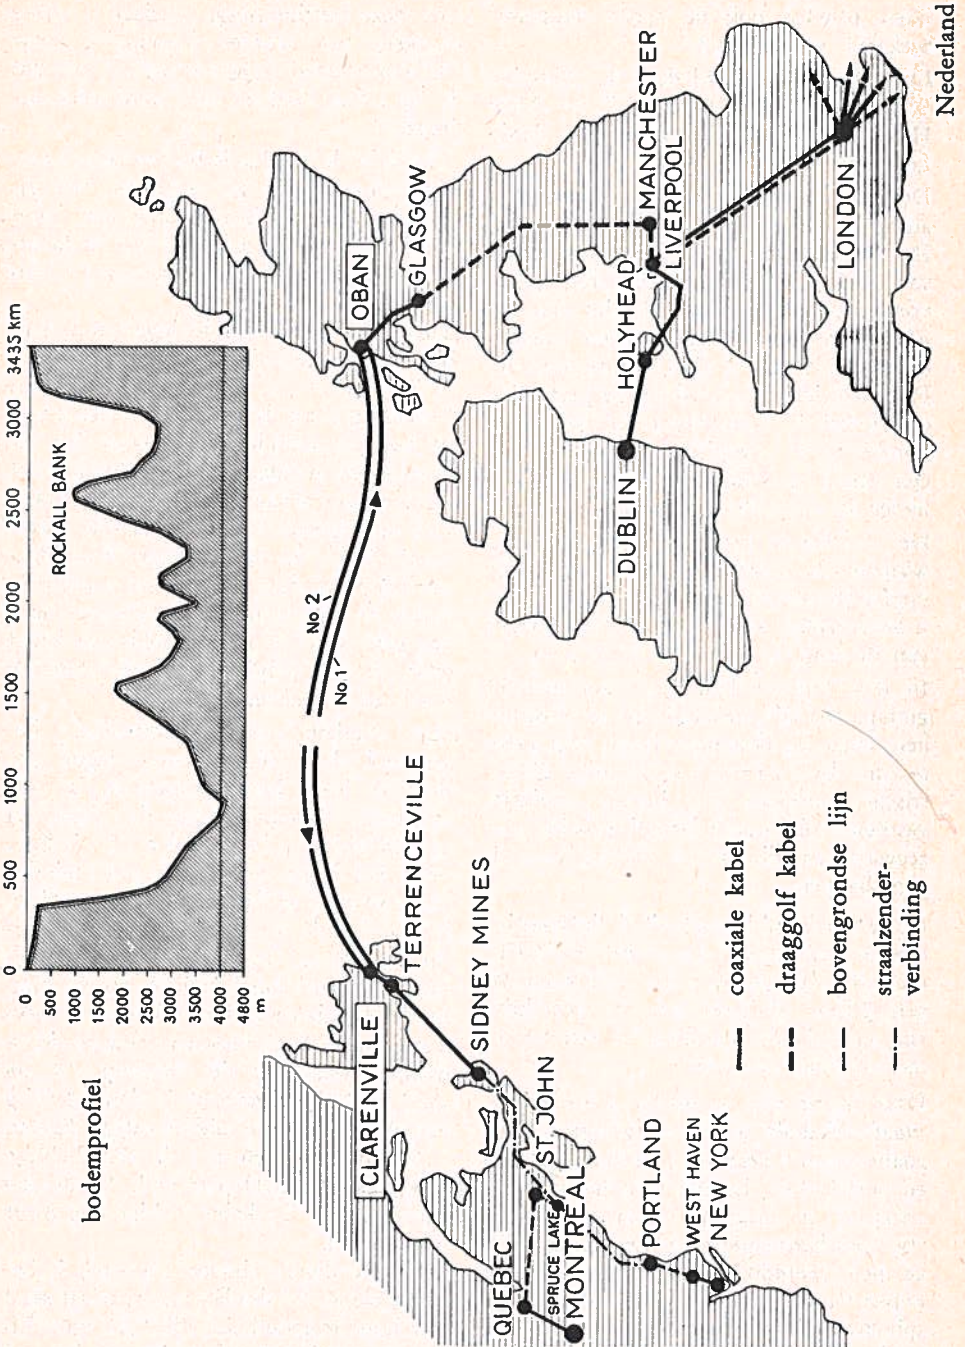 bodemprofiel
0
500
1000
1500
2000
2500
3000
3435 km
0
500
1000
1500
2000
2500
3000
3500
4000
4800
m
ROCKALL BANK
CLARENVILLE
TERRENCEVILLE
SIDNEY MINES
ST. JOHN
QUEBEC
SPRUCE LAKE
MONTREAL
PORTLAND
WEST HAVEN
NEW YORK
No 2
No.1
OBAN
GLASGOW
MANCHESTER
LIVERPOOL
HOLYHEAD
DUBLIN
LONDON
coaxiale kabel
draaggolf kabel
bovengrondse lijn
straalzender-
verbinding
Nederland